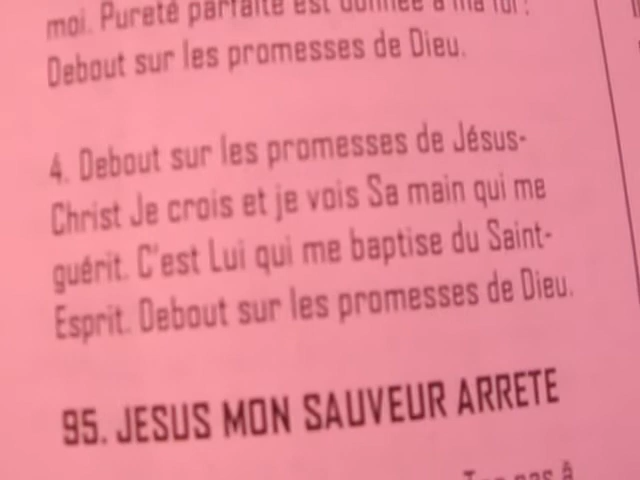 moi. Pureté parfaite est donnée à ma foi!
Debout sur les promesses de Dieu.
4. Debout sur les promesses de Jésus-
Christ Je crois et je vois Sa main qui me
guérit. C'est Lui qui me baptise du Saint-
Esprit. Debout sur les promesses de Dieu.
95. JESUS MON SAUVEUR ARRETE
pas à